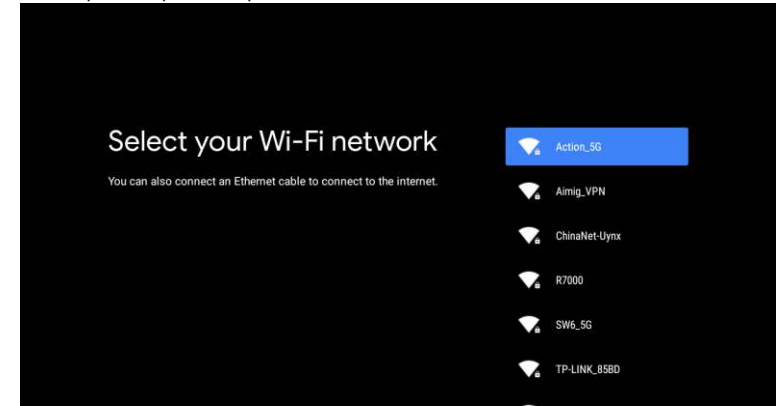 Select your Wi-Fi network
You can also connect an Ethernet cable to connect to the internet.
Action_5G
Aimig_VPN
ChinaNet-Uynx
R7000
SW6_5G
TP-LINK_85BD